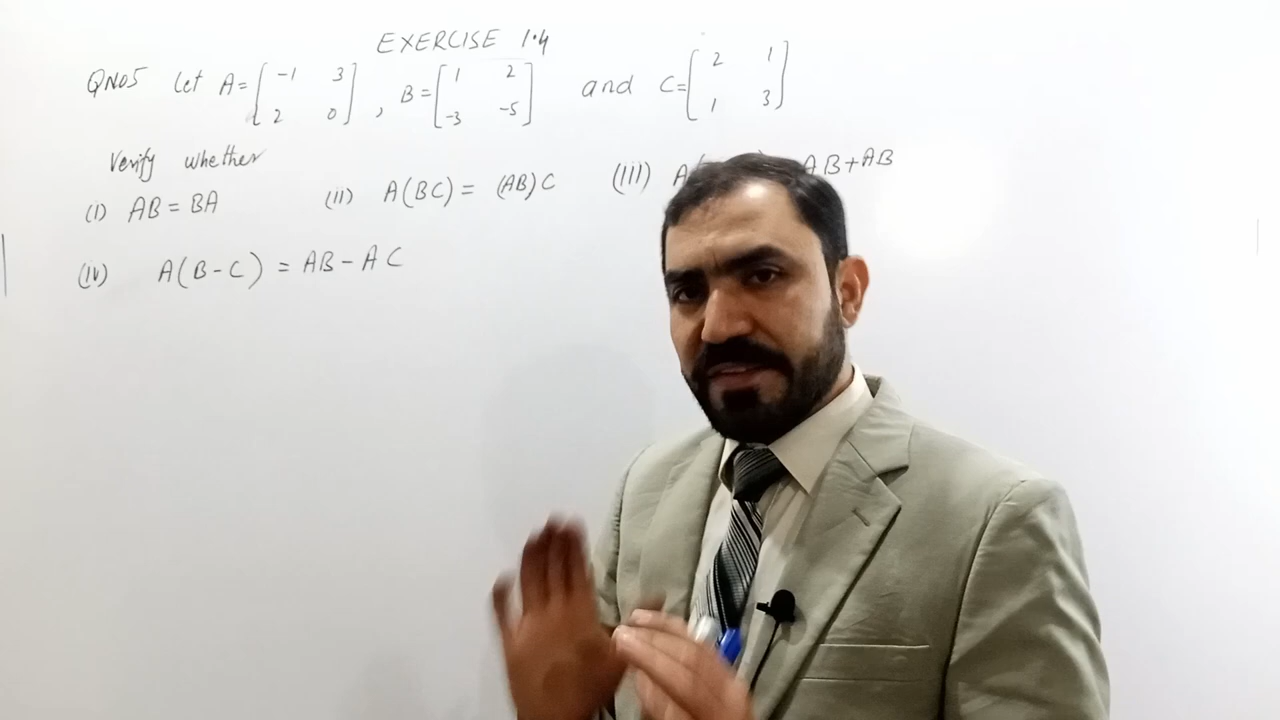 EXERCISE 1.4
QNo5 Let A = [ -1 3 , B = [ 1 2 and C = [ 2 1
2 0 ] -3 -5 ] 1 3 ]
Verify whether
(I) AB = BA (II) A(BC) = (AB)C (III) A AB + AB
(IV) A(B - C) = AB - AC